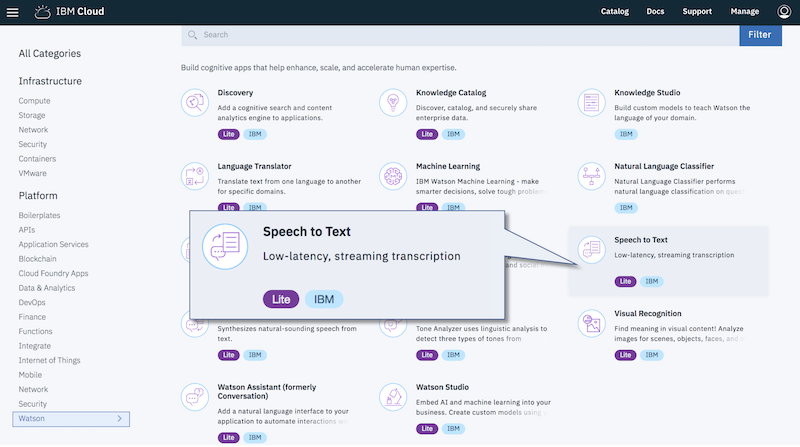 IBM Cloud
Catalog
Docs
Support
Manage
Search
Filter
All Categories
Infrastructure
Compute
Storage
Network
Security
Containers
VMware
Platform
Boilerplates
APIs
Application Services
Blockchain
Cloud Foundry Apps
Data & Analytics
DevOps
Finance
Functions
Integrate
Internet of Things
Mobile
Network
Security
Watson
Build cognitive apps that help enhance, scale, and accelerate human expertise.
Discovery
Add a cognitive search and content
analytics engine to applications.
Lite IBM
Knowledge Catalog
Discover, catalog, and securely share
enterprise data.
Lite IBM
Knowledge Studio
Build custom models to teach Watson the
language of your domain.
IBM
Language Translator
Translate text from one language to another
for specific domains.
Lite IBM
Machine Learning
IBM Watson Machine Learning - make
smarter decisions, solve tough problems
Lite IBM
Natural Language Classifier
Natural Language Classifier performs
natural language classification on
IBM
Speech to Text
Low-latency, streaming transcription
Lite IBM
and social
Speech to Text
Low-latency, streaming transcription
Lite IBM
Synthesizes natural-sounding speech from
text.
Lite IBM
Tone Analyzer uses linguistic analysis to
detect three types of tones from
Lite IBM
Visual Recognition
Find meaning in visual content! Analyze
images for scenes, objects, faces, and
Lite IBM
Watson Assistant (formerly
Conversation)
Add a natural language interface to your
application to automate interactions
Lite IBM
Watson Studio
Embed AI and machine learning into your
business. Create custom models using
Lite IBM